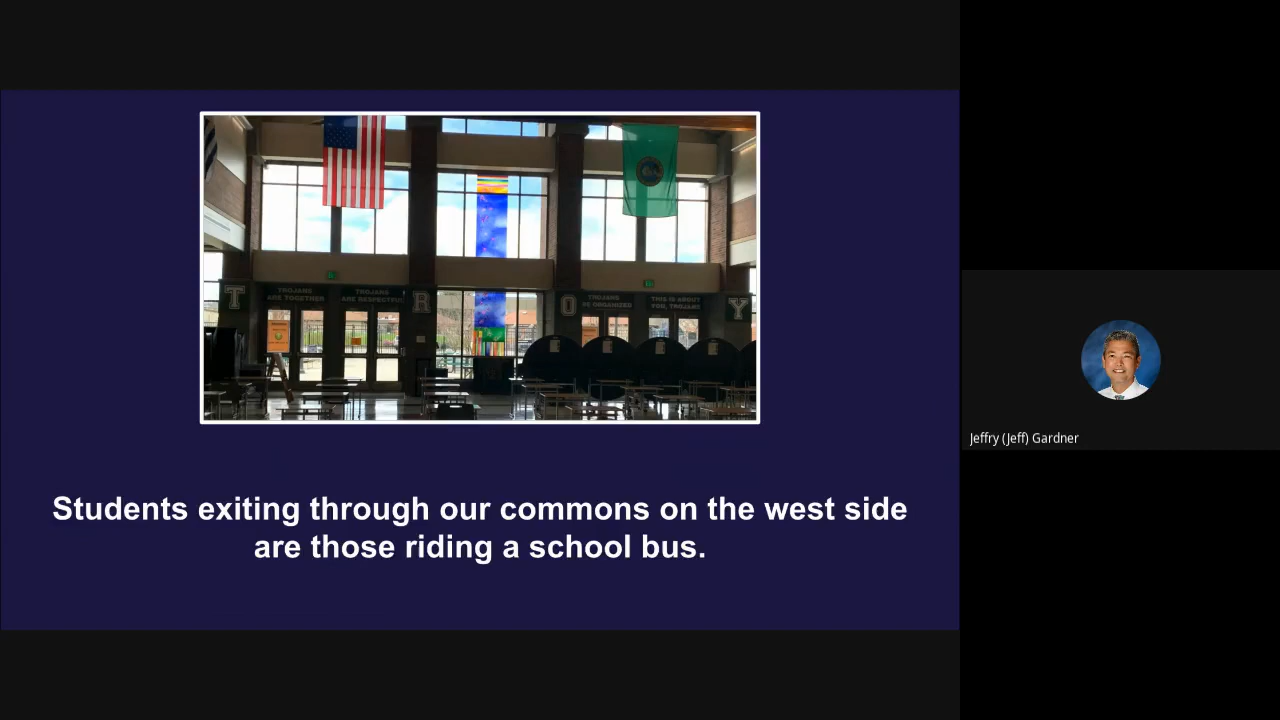 T
TROJANS
ARE TOGETHER
TROJANS
ARE RESPECTFUL
R
O
TROJANS
BE ORGANIZED
THIS IS ABOUT
YOU, TROJANS
Y
Students exiting through our commons on the west side
are those riding a school bus.
Jeffry (Jeff) Gardner